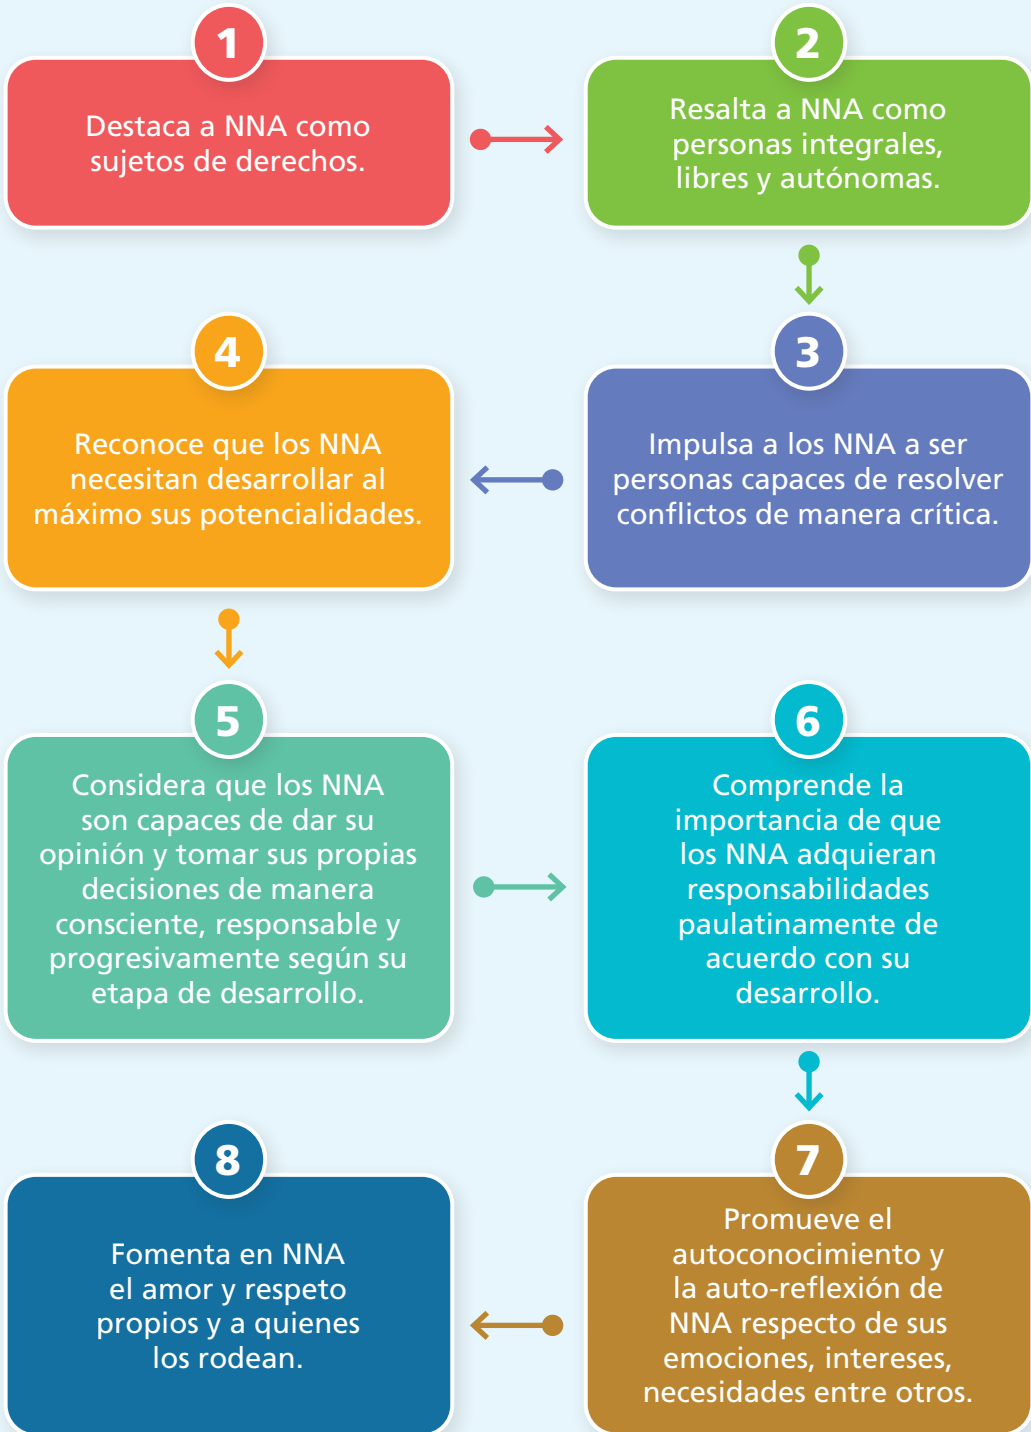 1
Destaca a NNA como
sujetos de derechos.
2
Resalta a NNA como
personas integrales,
libres y autónomas.
3
Impulsa a los NNA a ser
personas capaces de resolver
conflictos de manera crítica.
4
Reconoce que los NNA
necesitan desarrollar al
máximo sus potencialidades.
5
Considera que los NNA
son capaces de dar su
opinión y tomar sus propias
decisiones de manera
consciente, responsable y
progresivamente según su
etapa de desarrollo.
6
Comprende la
importancia de que
los NNA adquieran
responsabilidades
paulatinamente de
acuerdo con su
desarrollo.
7
Promueve el
autoconocimiento y
la auto-reflexión de
NNA respecto de sus
emociones, intereses,
necesidades entre otros.
8
Fomenta en NNA
el amor y respeto
propios y a quienes
los rodean.